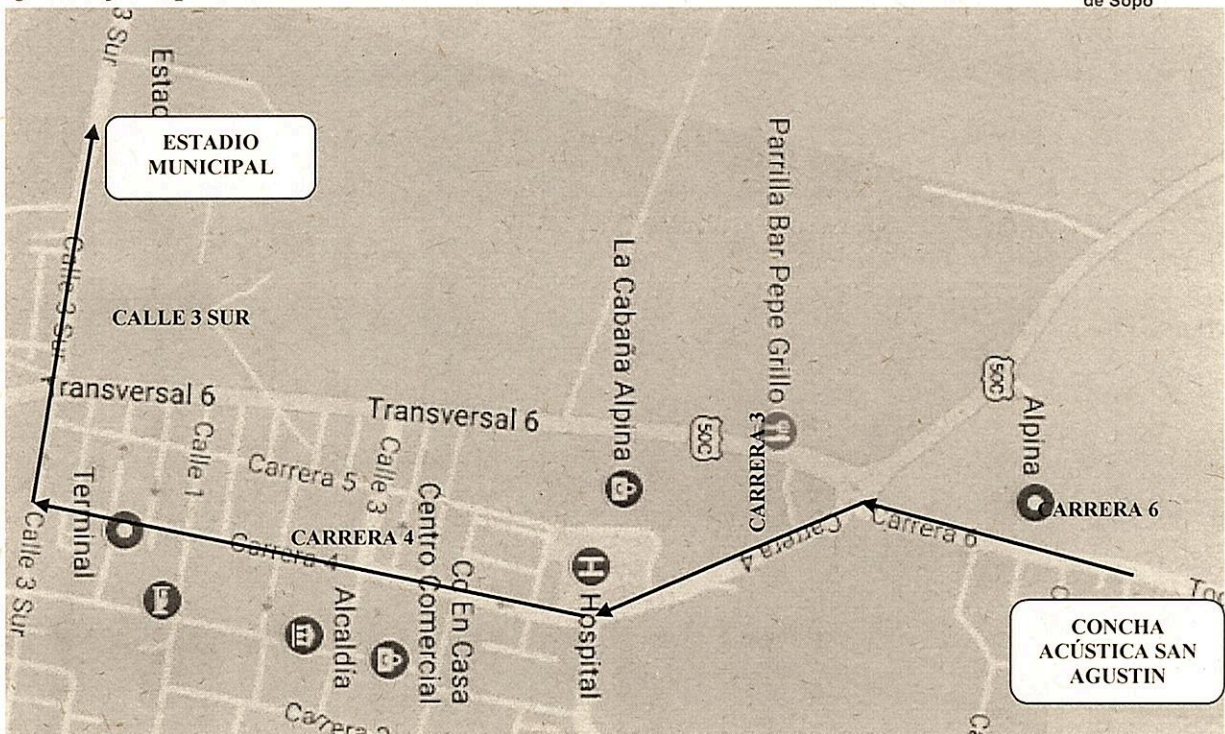 de Sopó
3 Sur
Estad
ESTADIO
MUNICIPAL
Calle 3 Sur
CALLE 3 SUR
Transversal 6
Transversal 6
Parrilla Bar Pepe Grillo
La Cabaña Alpina
50C
50C
Alpina
CARRERA 3
CARRERA 6
Carrera 6
Carrera 4
Calle 1
Carrera 5
Calle 3
Centro Comercial
Terminal
CARRERA 4
Carrera 4
Co En Casa
H
Hospital
Alcaldía
Calle 3 Sur
CONCHA
ACÚSTICA SAN
AGUSTIN